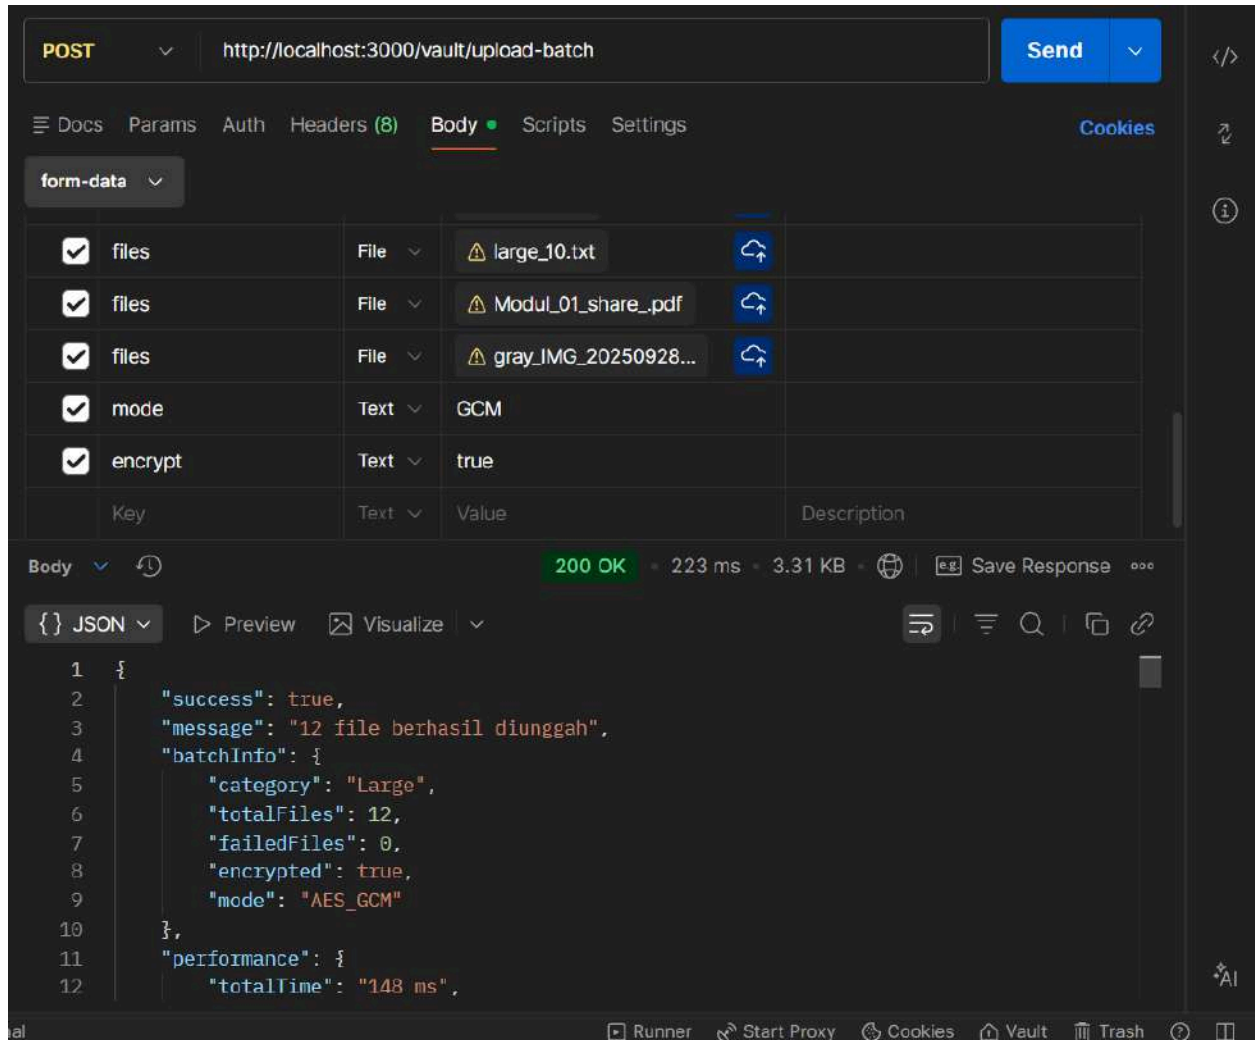 POST http://localhost:3000/vault/upload-batch Send
Docs Params Auth Headers (8) Body Scripts Settings Cookies
form-data
files File large_10.txt
files File Modul_01_share_.pdf
files File gray_IMG_20250928...
mode Text GCM
encrypt Text true
Key Text Value Description
Body 200 OK 223 ms 3.31 KB e.g. Save Response
{} JSON Preview Visualize
1 {
2 "success": true,
3 "message": "12 file berhasil diunggah",
4 "batchInfo": {
5 "category": "Large",
6 "totalFiles": 12,
7 "failedFiles": 0,
8 "encrypted": true,
9 "mode": "AES_GCM"
10 },
11 "performance": {
12 "totalTime": "148 ms",
AI
nal Runner Start Proxy Cookies Vault Trash